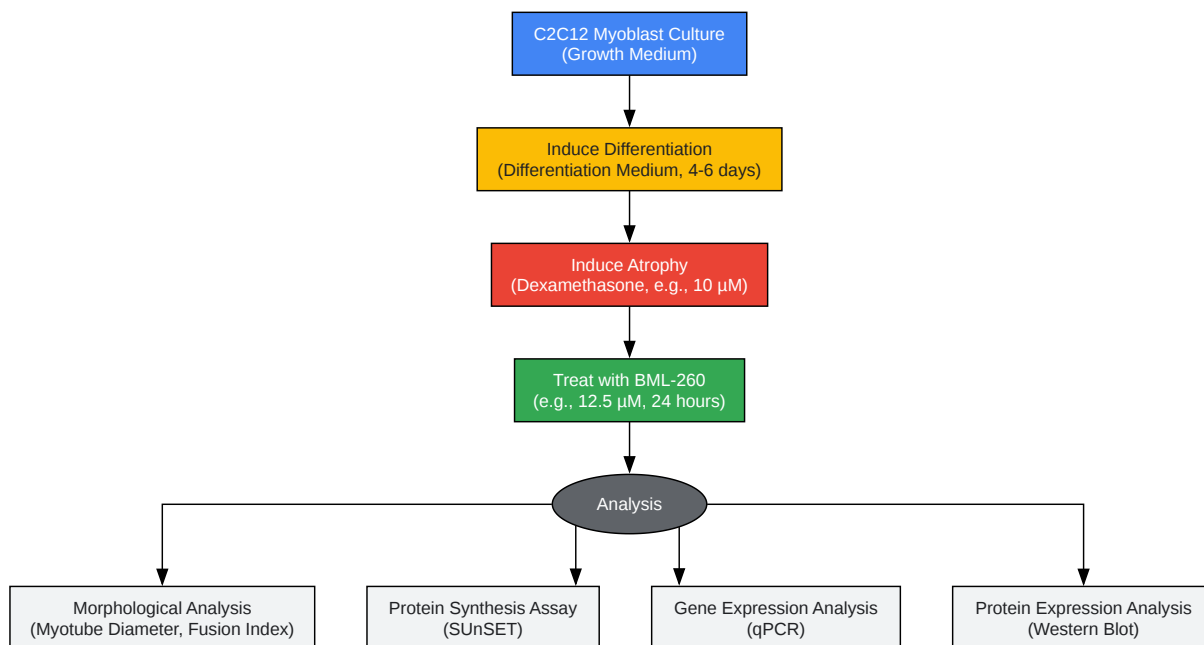 C2C12 Myoblast Culture
(Growth Medium)
Induce Differentiation
(Differentiation Medium, 4-6 days)
Induce Atrophy
(Dexamethasone, e.g., 10 µM)
Treat with BML-260
(e.g., 12.5 µM, 24 hours)
Analysis
Morphological Analysis
(Myotube Diameter, Fusion Index)
Protein Synthesis Assay
(SUnSET)
Gene Expression Analysis
(qPCR)
Protein Expression Analysis
(Western Blot)